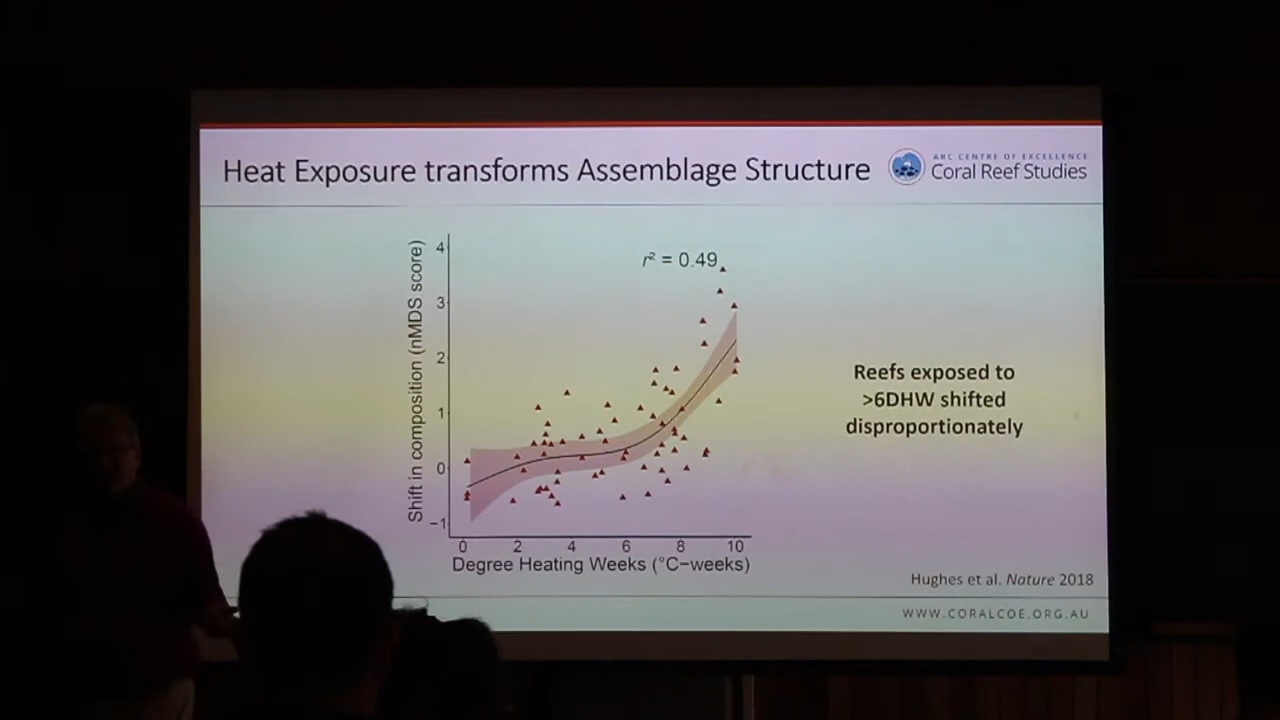 Heat Exposure transforms Assemblage Structure
ARC CENTRE OF EXCELLENCE
Coral Reef Studies
r² = 0.49
Shift in composition (nMDS score)
4
3
2
1
0
−1
0 2 4 6 8 10
Degree Heating Weeks (°C−weeks)
Reefs exposed to
>6DHW shifted
disproportionately
Hughes et al. Nature 2018
WWW.CORALCOE.ORG.AU